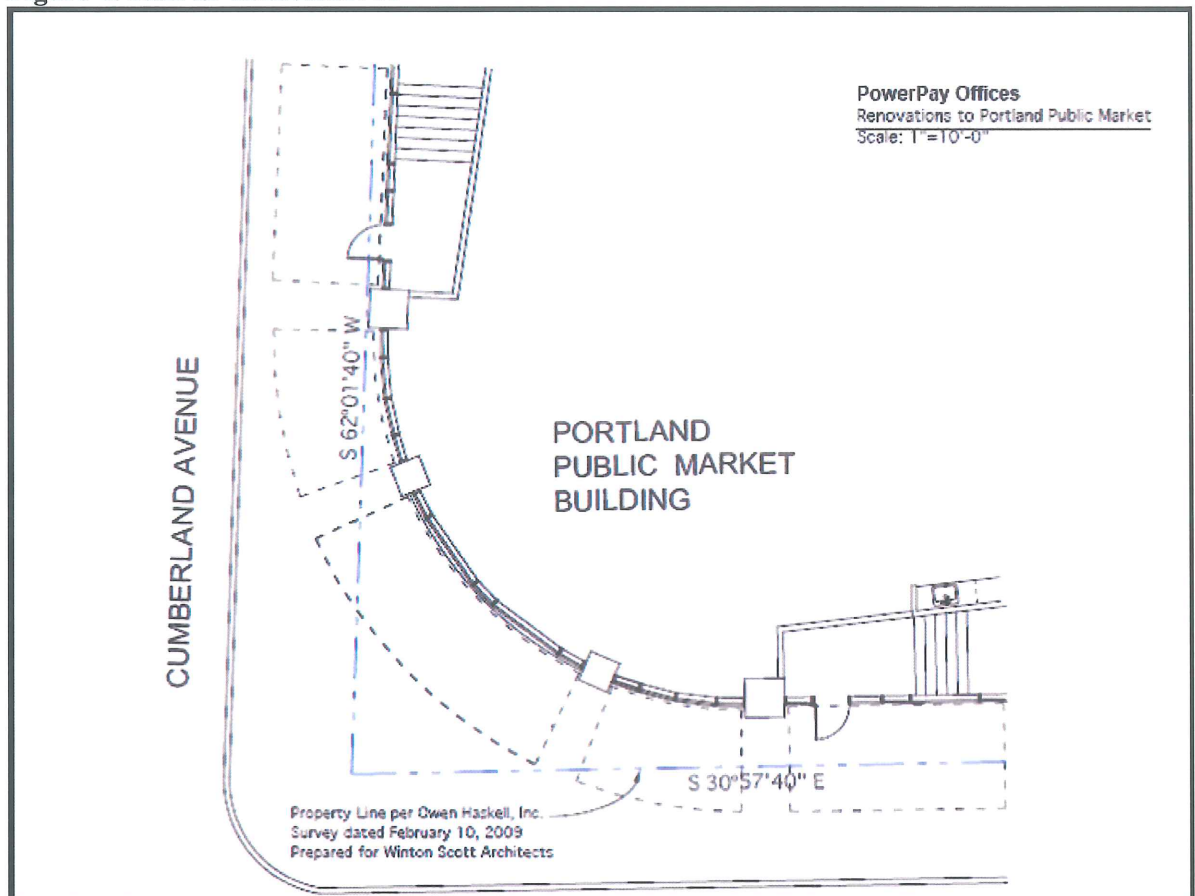 PowerPay Offices
Renovations to Portland Public Market
Scale: 1"=10'-0"
S 62°01'40" W
CUMBERLAND AVENUE
PORTLAND
PUBLIC MARKET
BUILDING
S 30°57'40" E
Property Line per Owen Haskell, Inc.
Survey dated February 10, 2009
Prepared for Winton Scott Architects